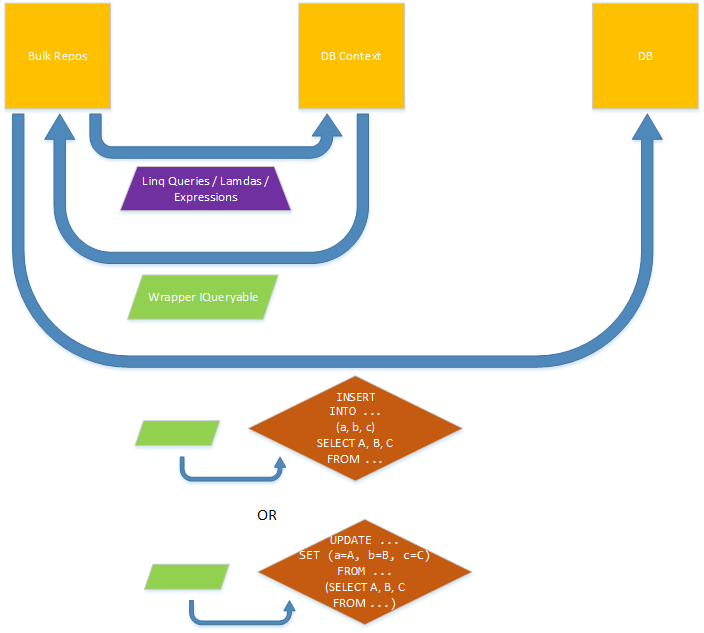 Bulk Repos
DB Context
DB
Linq Queries / Lamdas /
Expressions
Wrapper IQueryable
INSERT
INTO ...
(a, b, c)
SELECT A, B, C
FROM ...
OR
UPDATE ...
SET (a=A, b=B, c=C)
FROM ...
(SELECT A, B, C
FROM ...)